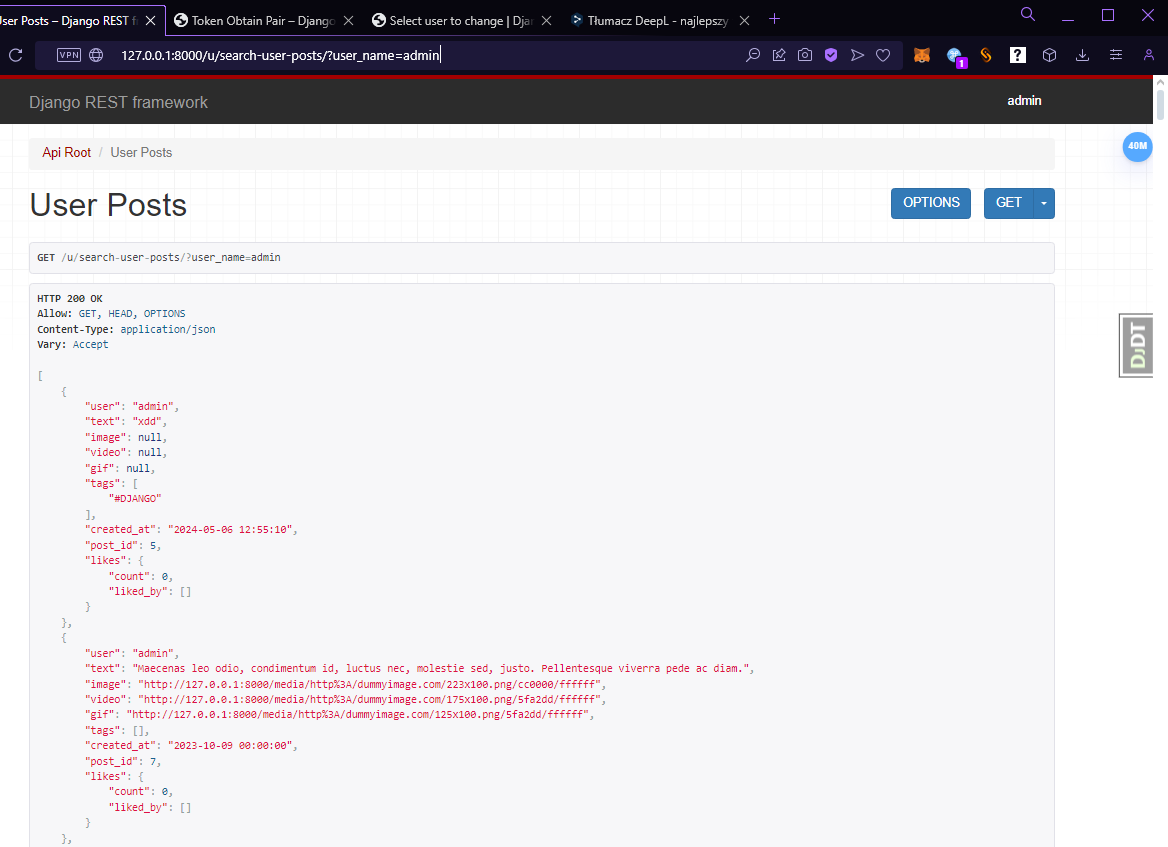 User Posts – Django REST f
Token Obtain Pair – Django
Select user to change | Djan
Tłumacz DeepL - najlepszy
VPN
127.0.0.1:8000/u/search-user-posts/?user_name=admin
?
1
Django REST framework
admin
40M
Api Root / User Posts
User Posts
OPTIONS
GET
GET /u/search-user-posts/?user_name=admin
HTTP 200 OK
Allow: GET, HEAD, OPTIONS
Content-Type: application/json
Vary: Accept
DJDT
[
{
"user": "admin",
"text": "xdd",
"image": null,
"video": null,
"gif": null,
"tags": [
"#DJANGO"
],
"created_at": "2024-05-06 12:55:10",
"post_id": 5,
"likes": {
"count": 0,
"liked_by": []
}
},
{
"user": "admin",
"text": "Maecenas leo odio, condimentum id, luctus nec, molestie sed, justo. Pellentesque viverra pede ac diam.",
"image": "http://127.0.0.1:8000/media/http%3A/dummyimage.com/223x100.png/cc0000/ffffff",
"video": "http://127.0.0.1:8000/media/http%3A/dummyimage.com/175x100.png/5fa2dd/ffffff",
"gif": "http://127.0.0.1:8000/media/http%3A/dummyimage.com/125x100.png/5fa2dd/ffffff",
"tags": [],
"created_at": "2023-10-09 00:00:00",
"post_id": 7,
"likes": {
"count": 0,
"liked_by": []
}
},